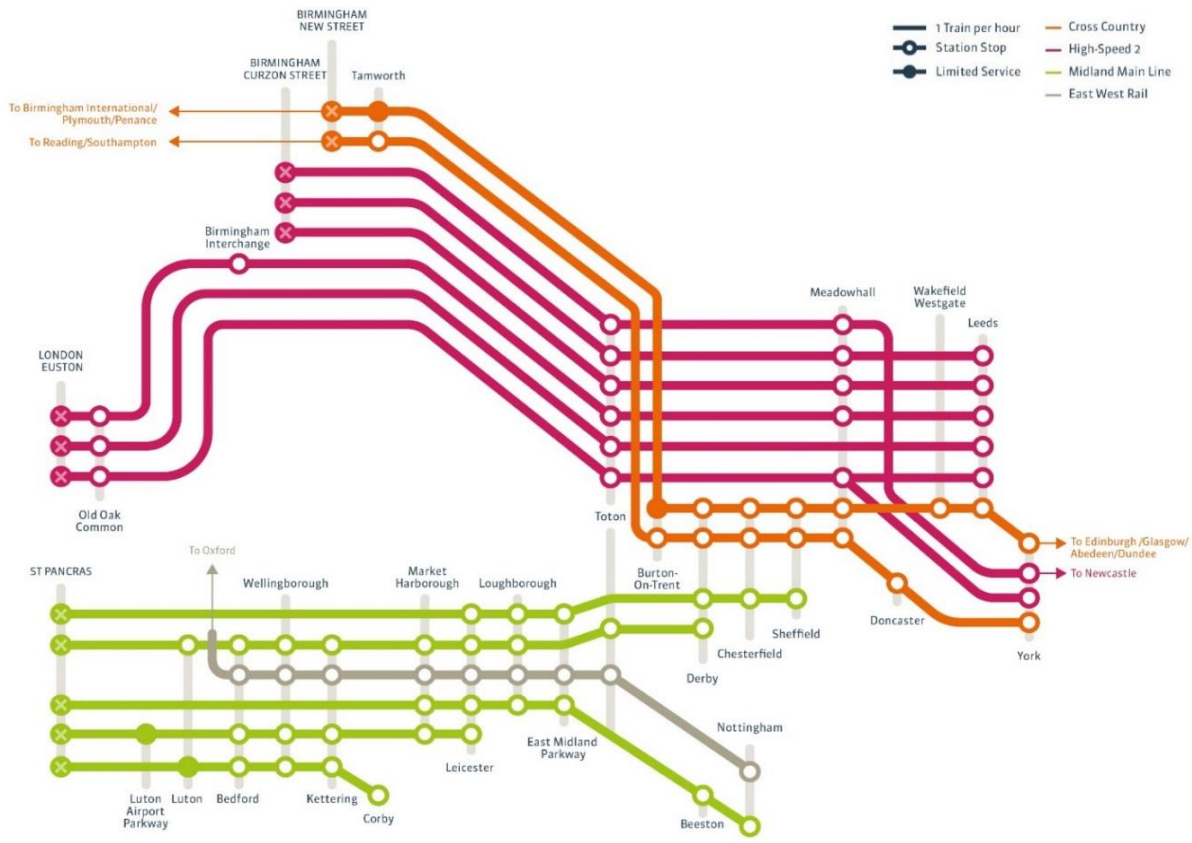 BIRMINGHAM
NEW STREET
BIRMINGHAM
CURZON STREET
Tamworth
1 Train per hour
Station Stop
Limited Service
Cross Country
High-Speed 2
Midland Main Line
East West Rail
To Birmingham International/
Plymouth/Penance
To Reading/Southampton
Birmingham
Interchange
Meadowhall
Wakefield
Westgate
Leeds
LONDON
EUSTON
Old Oak
Common
Toton
To Edinburgh /Glasgow/
Abedeen/Dundee
To Newcastle
To Oxford
ST PANCRAS
Wellingborough
Market
Harborough
Loughborough
Burton-
On-Trent
Doncaster
York
Sheffield
Chesterfield
Derby
Nottingham
East Midland
Parkway
Leicester
Luton
Airport
Parkway
Luton
Bedford
Kettering
Corby
Beeston